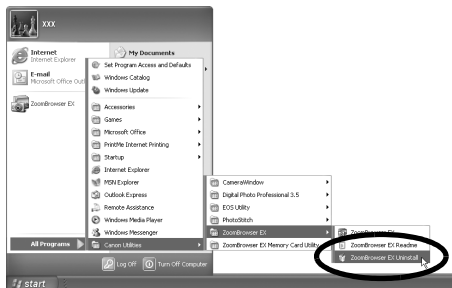 XXX
Internet
Internet Explorer
My Documents
E-mail
Microsoft Office Outl
ZoomBrowser EX
Set Program Access and Defaults
Windows Catalog
Windows Update
Accessories
Games
Microsoft Office
PrintMe Internet Printing
Startup
Internet Explorer
MSN Explorer
Outlook Express
Remote Assistance
Windows Media Player
Windows Messenger
Canon Utilities
CameraWindow
Digital Photo Professional 3.5
EOS Utility
PhotoStitch
ZoomBrowser EX
ZoomBrowser EX Memory Card Utility
ZoomBrowser EX
ZoomBrowser EX Readme
ZoomBrowser EX Uninstall
All Programs
Log Off
Turn Off Computer
start